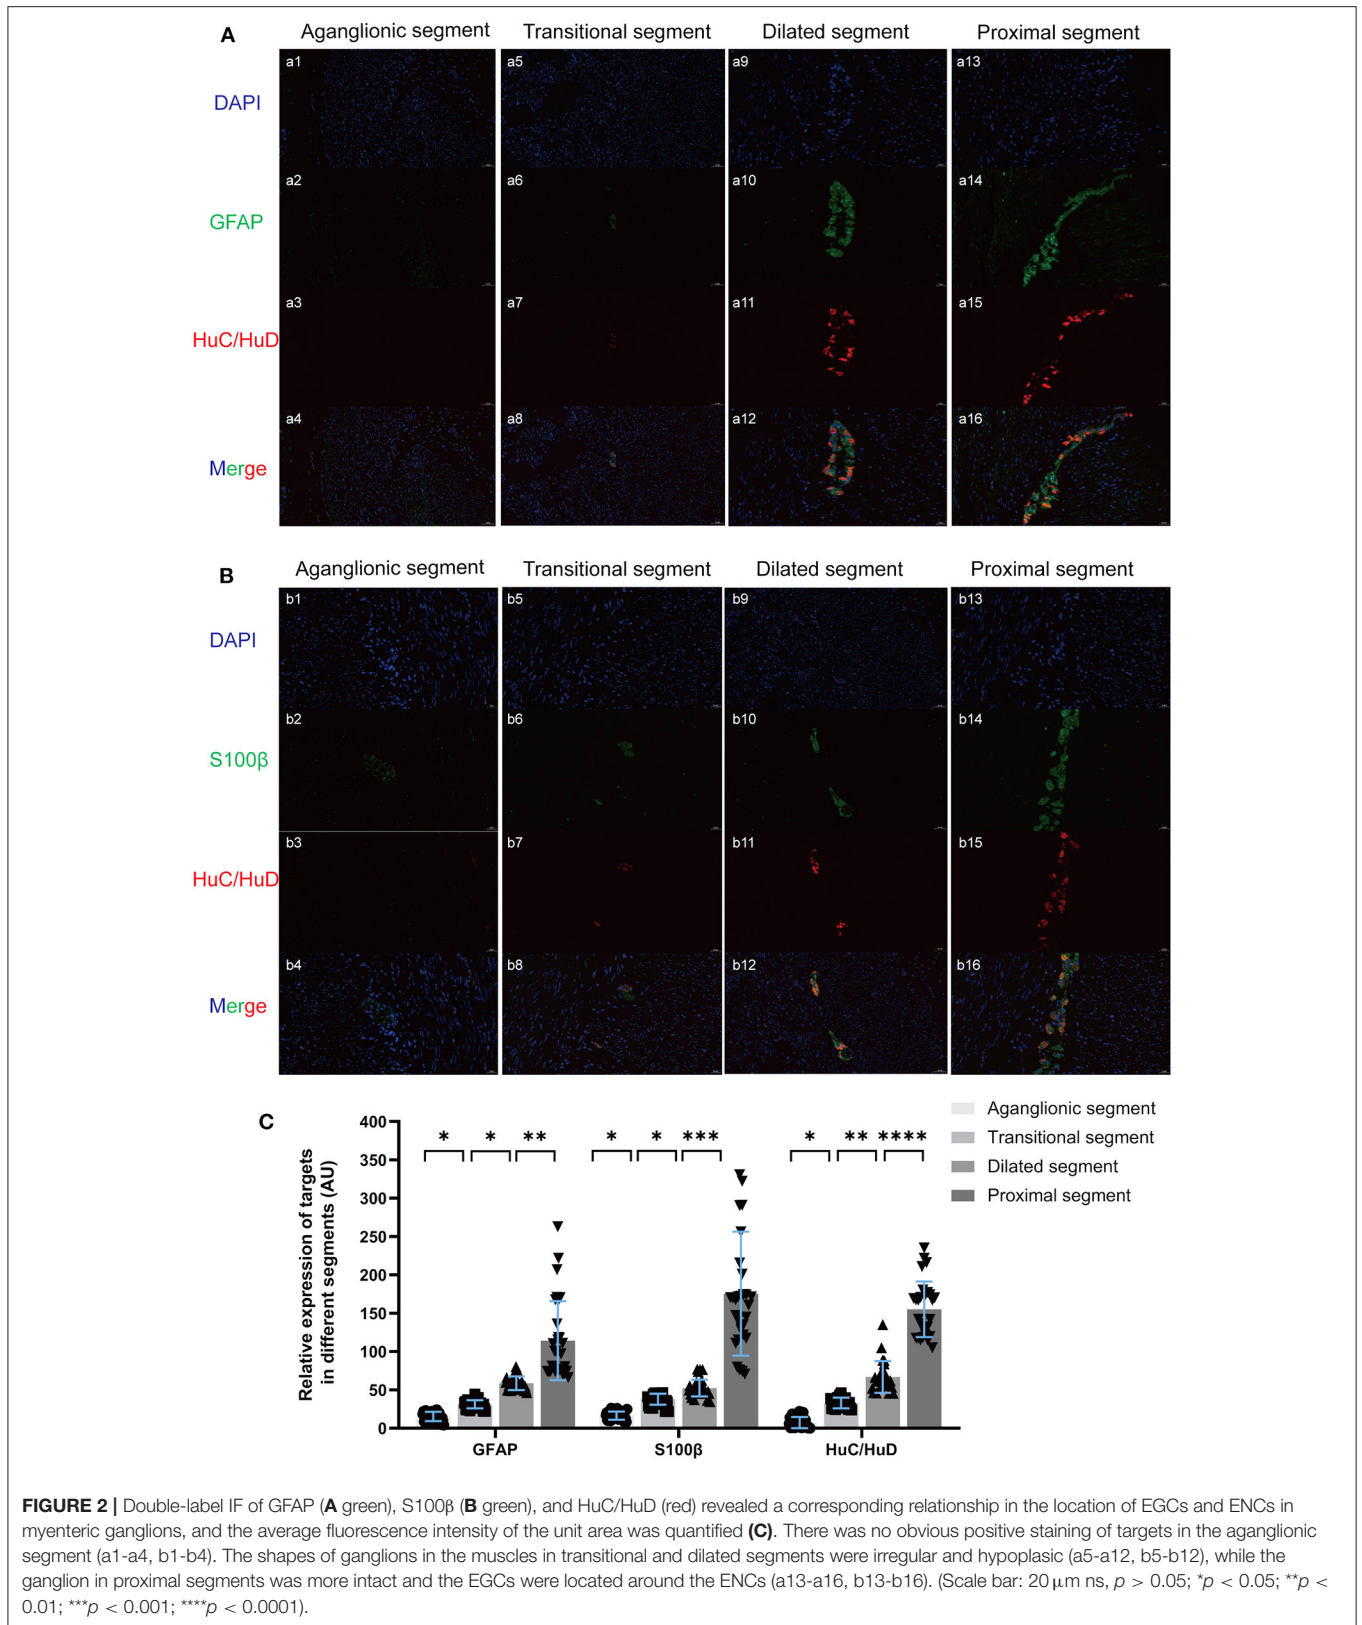 A
Aganglionic segment Transitional segment Dilated segment Proximal segment
a1 a5 a9 a13
DAPI
a2 a6 a10 a14
GFAP
a3 a7 a11 a15
HuC/HuD
a4 a8 a12 a16
Merge
B
Aganglionic segment Transitional segment Dilated segment Proximal segment
b1 b5 b9 b13
DAPI
b2 b6 b10 b14
S100β
b3 b7 b11 b15
HuC/HuD
b4 b8 b12 b16
Merge
C
Relative expression of targets
in different segments (AU)
400
350
300
250
200
150
100
50
0
* * ** * * *** * ** ****
GFAP S100β HuC/HuD
Aganglionic segment
Transitional segment
Dilated segment
Proximal segment
FIGURE 2 | Double-label IF of GFAP (A green), S100β (B green), and HuC/HuD (red) revealed a corresponding relationship in the location of EGCs and ENCs in
myenteric ganglions, and the average fluorescence intensity of the unit area was quantified (C). There was no obvious positive staining of targets in the aganglionic
segment (a1-a4, b1-b4). The shapes of ganglions in the muscles in transitional and dilated segments were irregular and hypoplasic (a5-a12, b5-b12), while the
ganglion in proximal segments was more intact and the EGCs were located around the ENCs (a13-a16, b13-b16). (Scale bar: 20 μm ns, p > 0.05; *p < 0.05; **p <
0.01; ***p < 0.001; ****p < 0.0001).